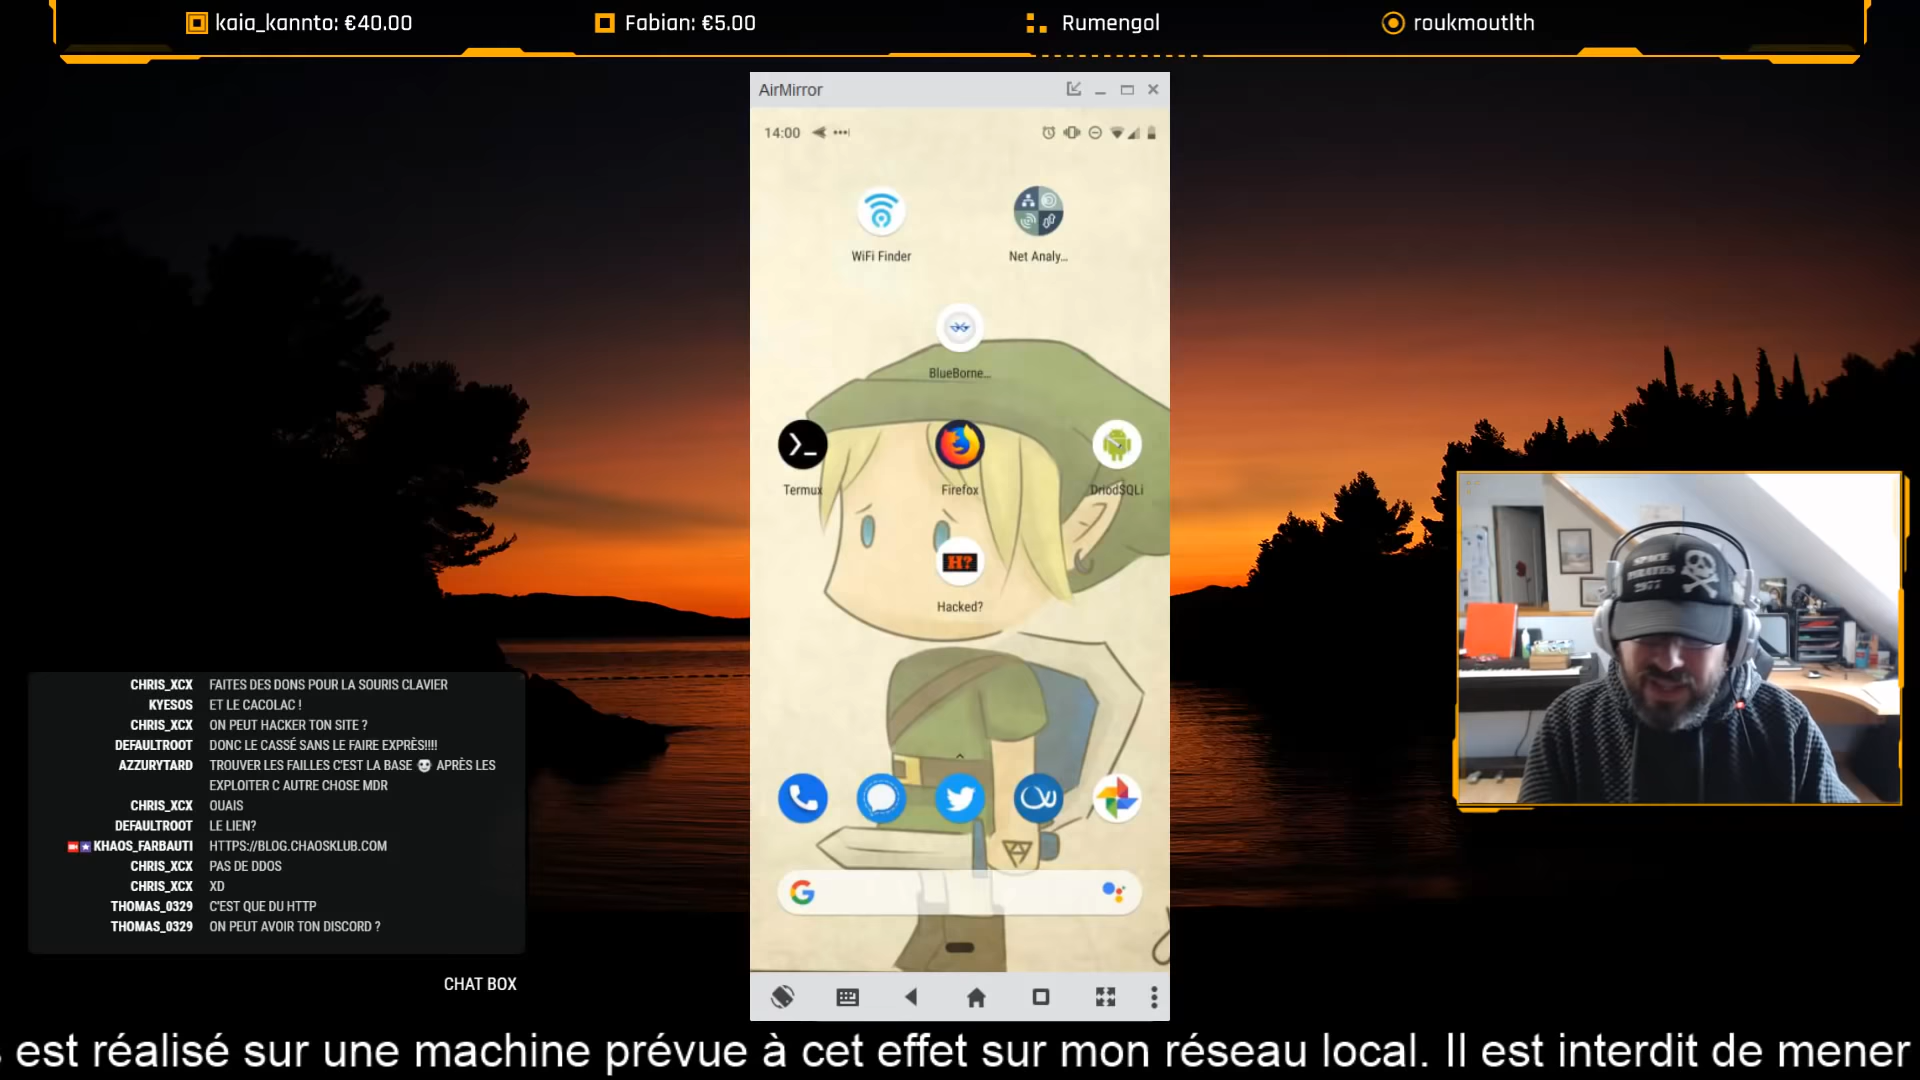 kaia_kannto: €40.00
Fabian: €5.00
Rumengol
roukmoutlth
AirMirror
14:00
WiFi Finder
Net Analy...
BlueBorne...
Termux
Firefox
DriodSQLi
H?
Hacked?
G
SPACE
PIRATES
1977
CHRIS_XCX FAITES DES DONS POUR LA SOURIS CLAVIER
KYESOS ET LE CACOLAC !
CHRIS_XCX ON PEUT HACKER TON SITE ?
DEFAULTROOT DONC LE CASSÉ SANS LE FAIRE EXPRÈS!!!!
AZZURYTARD TROUVER LES FAILLES C'EST LA BASE 💀 APRÈS LES
EXPLOITER C AUTRE CHOSE MDR
CHRIS_XCX OUAIS
DEFAULTROOT LE LIEN?
KHAOS_FARBAUTI HTTPS://BLOG.CHAOSKLUB.COM
CHRIS_XCX PAS DE DDOS
CHRIS_XCX XD
THOMAS_0329 C'EST QUE DU HTTP
THOMAS_0329 ON PEUT AVOIR TON DISCORD ?
CHAT BOX
s est réalisé sur une machine prévue à cet effet sur mon réseau local. Il est interdit de mener